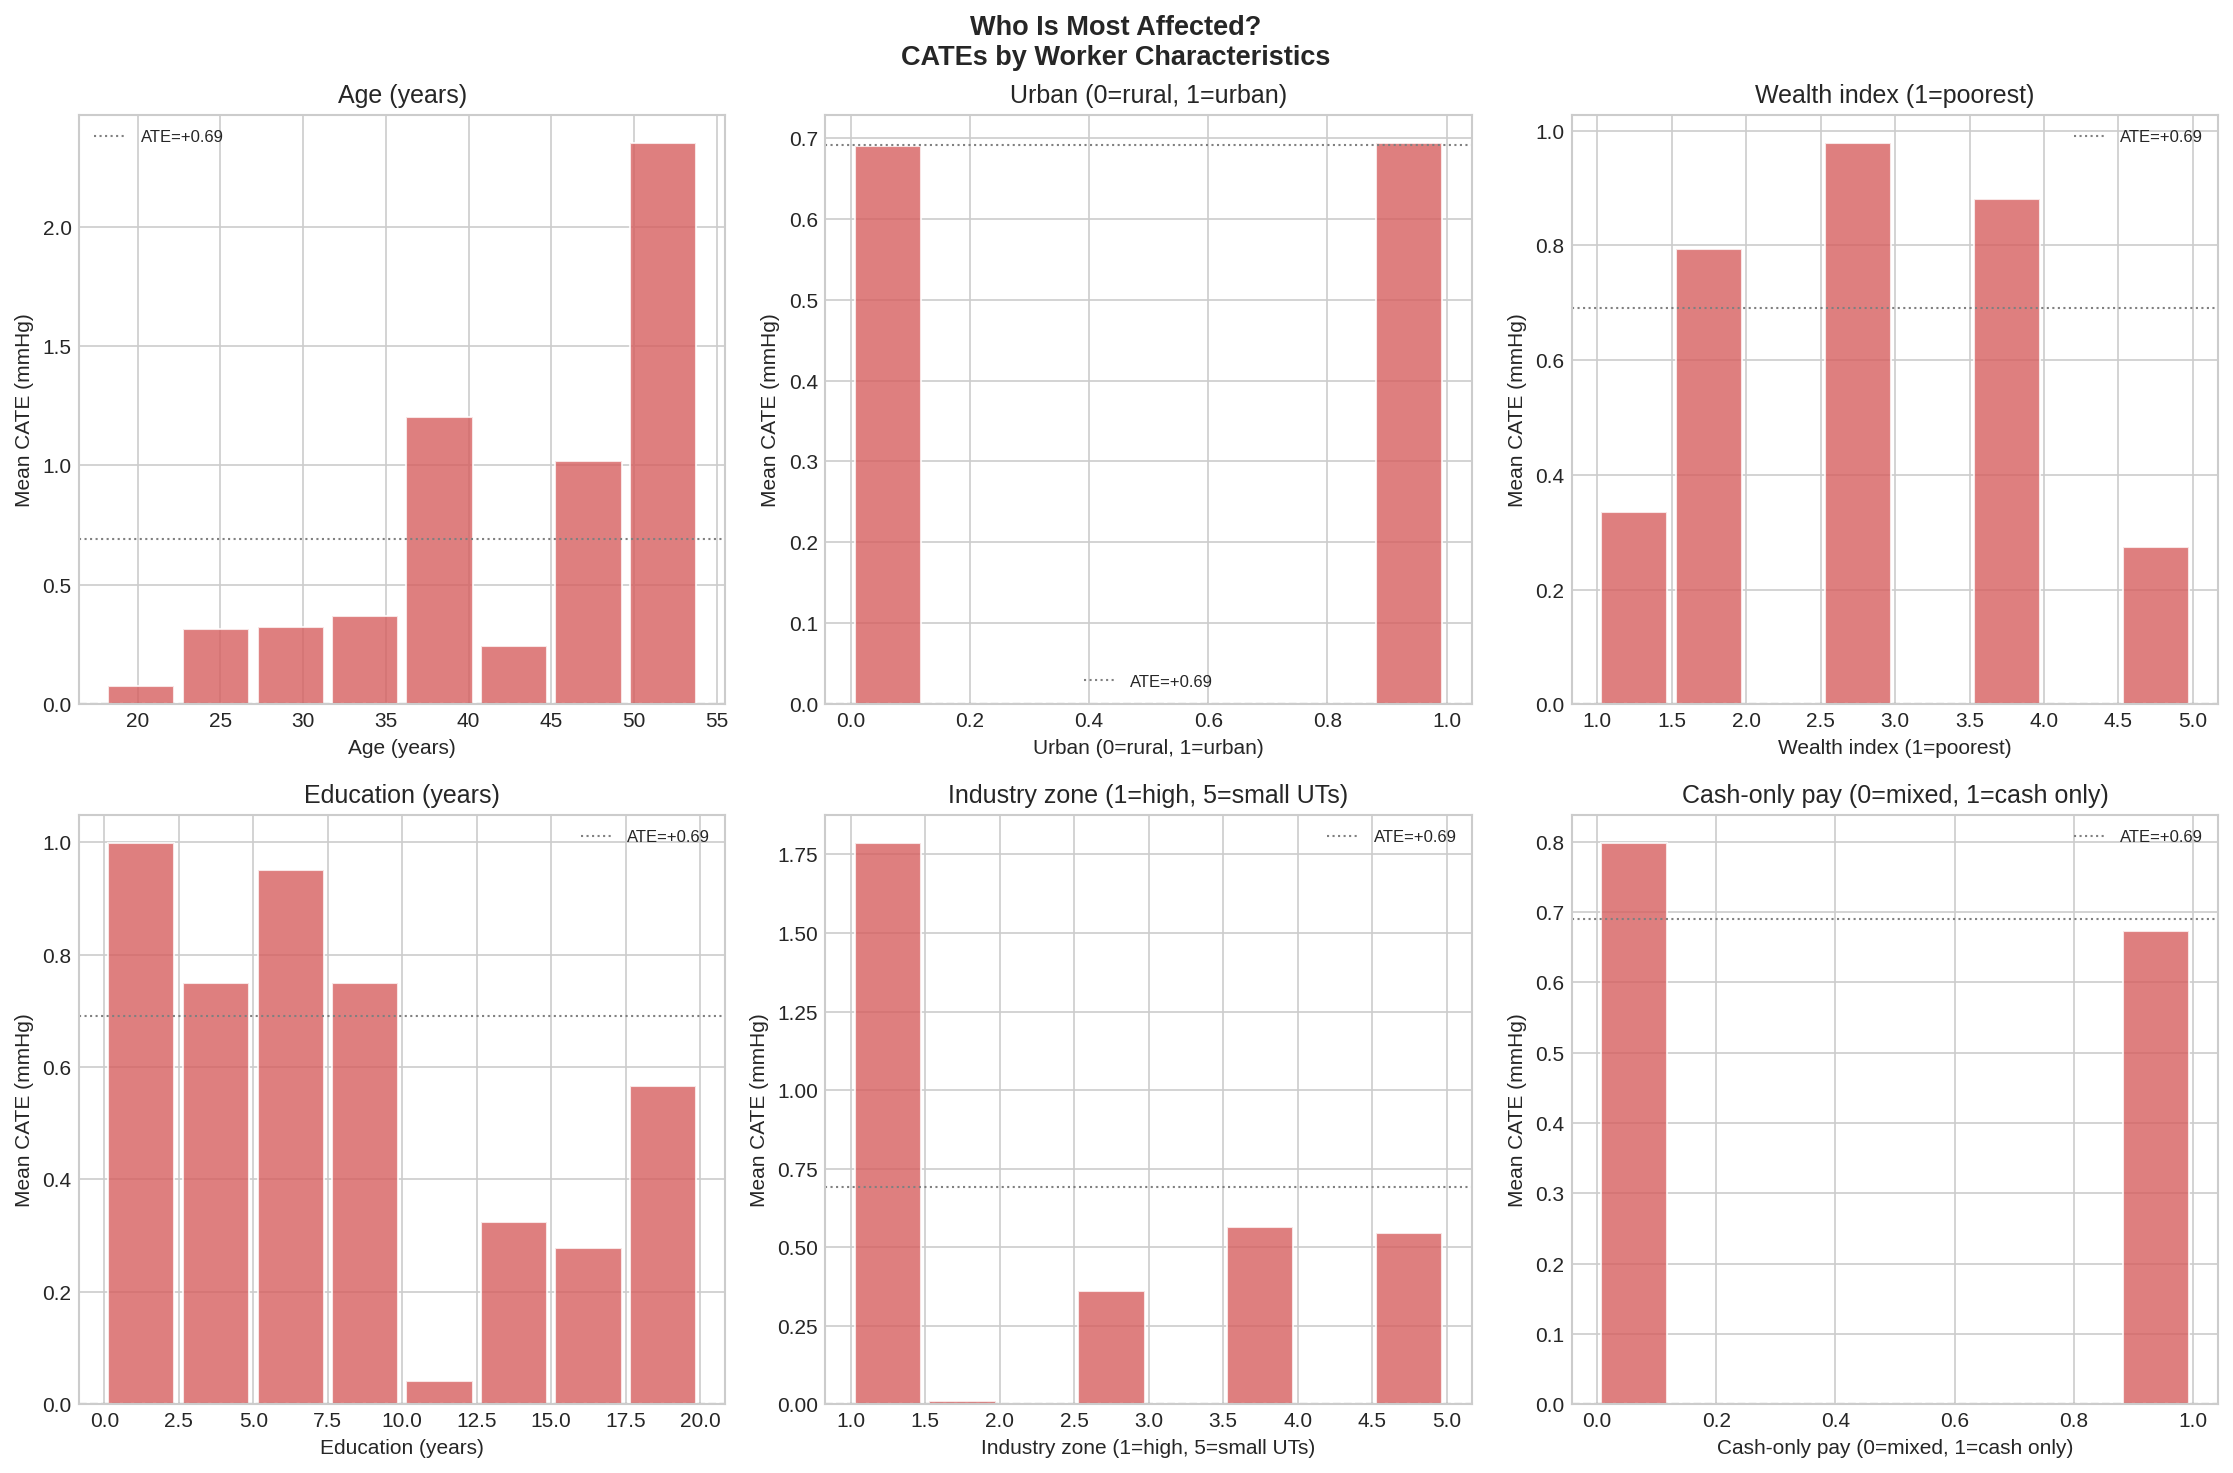 Who Is Most Affected?
CATEs by Worker Characteristics
Age (years)
ATE=+0.69
Mean CATE (mmHg)
2.0
1.5
1.0
0.5
0.0
20 25 30 35 40 45 50 55
Age (years)
Urban (0=rural, 1=urban)
Mean CATE (mmHg)
0.7
0.6
0.5
0.4
0.3
0.2
0.1
0.0
ATE=+0.69
0.0 0.2 0.4 0.6 0.8 1.0
Urban (0=rural, 1=urban)
Wealth index (1=poorest)
ATE=+0.69
Mean CATE (mmHg)
1.0
0.8
0.6
0.4
0.2
0.0
1.0 1.5 2.0 2.5 3.0 3.5 4.0 4.5 5.0
Wealth index (1=poorest)
Education (years)
ATE=+0.69
Mean CATE (mmHg)
1.0
0.8
0.6
0.4
0.2
0.0
0.0 2.5 5.0 7.5 10.0 12.5 15.0 17.5 20.0
Education (years)
Industry zone (1=high, 5=small UTs)
ATE=+0.69
Mean CATE (mmHg)
1.75
1.50
1.25
1.00
0.75
0.50
0.25
0.00
1.0 1.5 2.0 2.5 3.0 3.5 4.0 4.5 5.0
Industry zone (1=high, 5=small UTs)
Cash-only pay (0=mixed, 1=cash only)
ATE=+0.69
Mean CATE (mmHg)
0.8
0.7
0.6
0.5
0.4
0.3
0.2
0.1
0.0
0.0 0.2 0.4 0.6 0.8 1.0
Cash-only pay (0=mixed, 1=cash only)